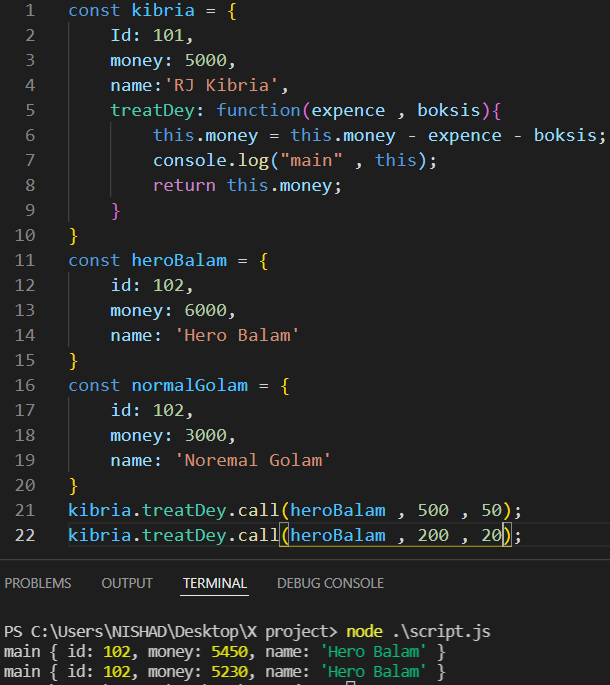 1 const kibria = {
2     Id: 101,
3     money: 5000,
4     name:'RJ Kibria',
5     treatDey: function(expence , boksis){
6         this.money = this.money - expence - boksis;
7         console.log("main" , this);
8         return this.money;
9     }
10 }
11 const heroBalam = {
12     id: 102,
13     money: 6000,
14     name: 'Hero Balam'
15 }
16 const normalGolam = {
17     id: 102,
18     money: 3000,
19     name: 'Noremal Golam'
20 }
21 kibria.treatDey.call(heroBalam , 500 , 50);
22 kibria.treatDey.call(heroBalam , 200 , 20);
PROBLEMS OUTPUT TERMINAL DEBUG CONSOLE
PS C:\Users\NISHAD\Desktop\X project> node .\script.js
main { id: 102, money: 5450, name: 'Hero Balam' }
main { id: 102, money: 5230, name: 'Hero Balam' }